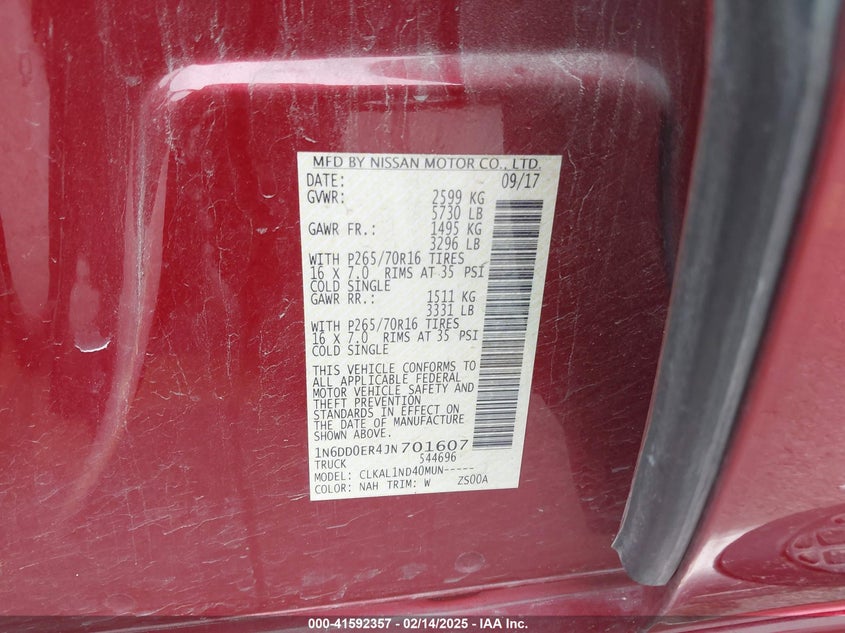 MFD BY NISSAN MOTOR CO., LTD.
DATE: 09/17
GVWR: 2599 KG
5730 LB
GAWR FR.: 1495 KG
3296 LB
WITH P265/70R16 TIRES
16 X 7.0 RIMS AT 35 PSI
COLD SINGLE
GAWR RR.: 1511 KG
3331 LB
WITH P265/70R16 TIRES
16 X 7.0 RIMS AT 35 PSI
COLD SINGLE
THIS VEHICLE CONFORMS TO
ALL APPLICABLE FEDERAL
MOTOR VEHICLE SAFETY AND
THEFT PREVENTION
STANDARDS IN EFFECT ON
THE DATE OF MANUFACTURE
SHOWN ABOVE.
1N6DD0ER4JN701607
TRUCK 544696
MODEL: CLKAL1ND40MUN-----
COLOR: NAH TRIM: W ZS00A
000-41592357 - 02/14/2025 - IAA Inc.